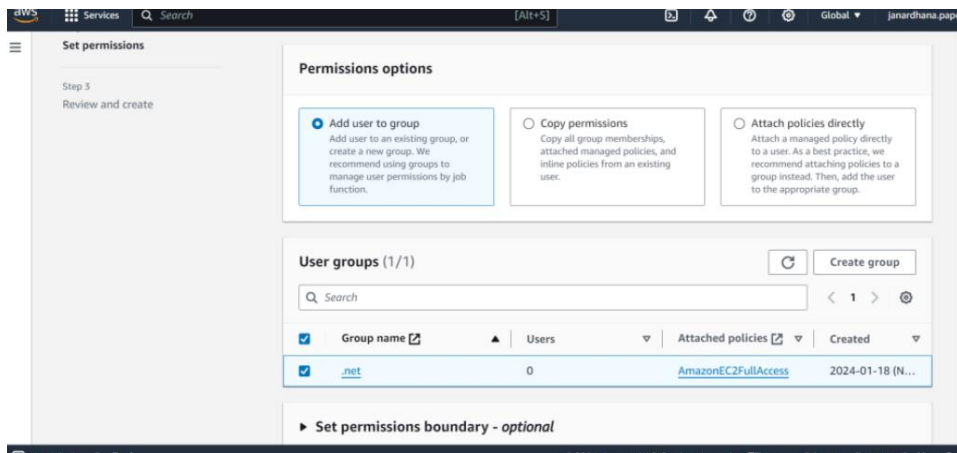 aws
Services
Search
[Alt+S]
Global ▼
janardhana.pap
Set permissions
Step 3
Review and create
Permissions options
Add user to group
Add user to an existing group, or
create a new group. We
recommend using groups to
manage user permissions by job
function.
Copy permissions
Copy all group memberships,
attached managed policies, and
inline policies from an existing
user.
Attach policies directly
Attach a managed policy directly
to a user. As a best practice, we
recommend attaching policies to a
group instead. Then, add the user
to the appropriate group.
User groups (1/1)
Create group
Search
1
Group name
Users
Attached policies
Created
.net
0
AmazonEC2FullAccess
2024-01-18 (N...
Set permissions boundary - optional